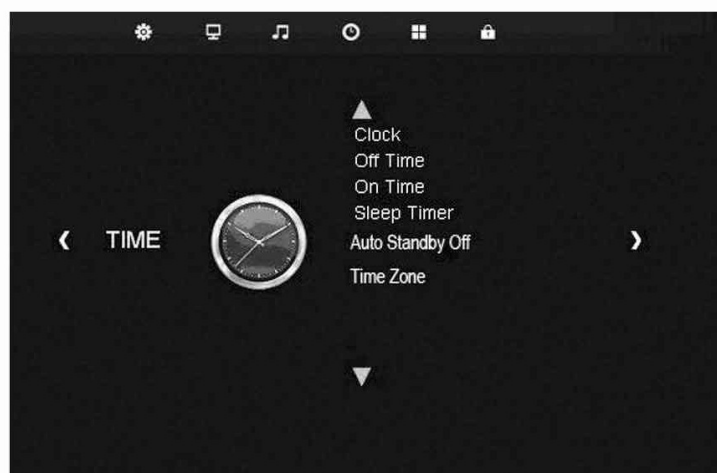 Clock
Off Time
On Time
Sleep Timer
TIME
Auto Standby Off
Time Zone